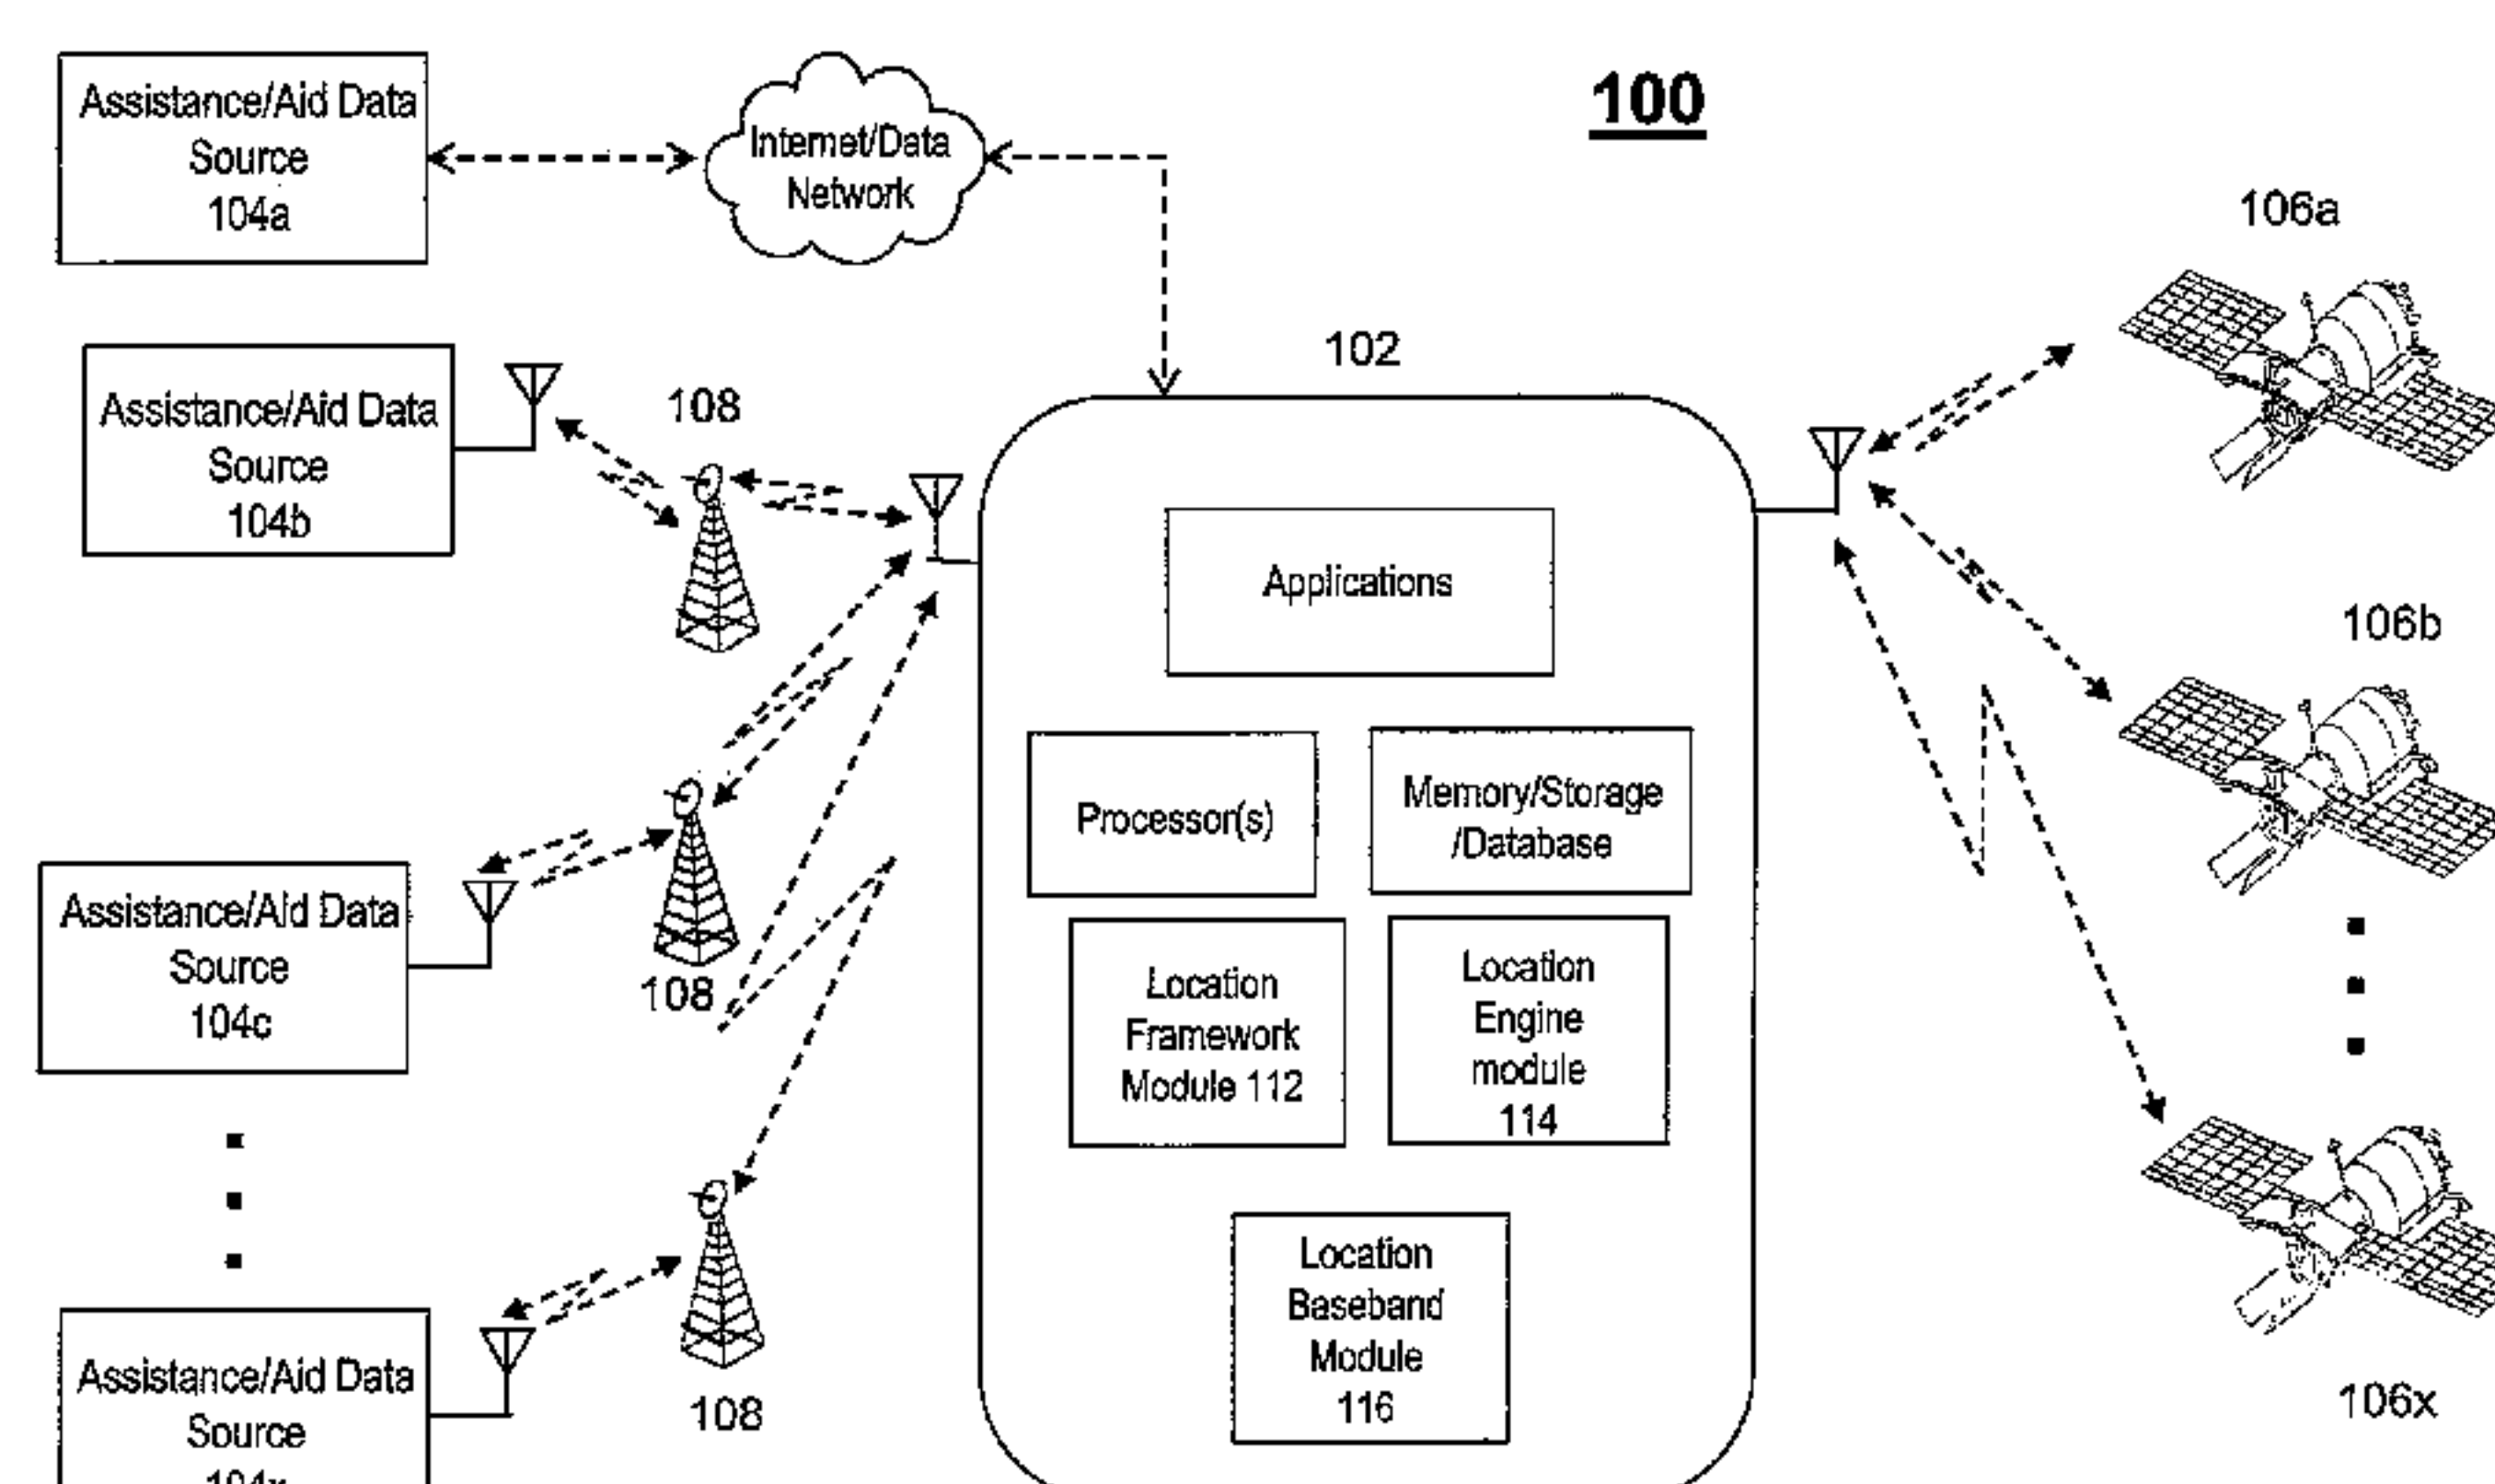 Assistance/Aid Data
Source
104a
Internet/Data
Network
100
106a
Assistance/Aid Data
Source
104b
108
102
Applications
106b
Processor(s)
Memory/Storage
/Database
Assistance/Aid Data
Source
104c
108
Location
Framework
Module 112
Location
Engine
module
114
Assistance/Aid Data
Source
108
Location
Baseband
Module
116
106x